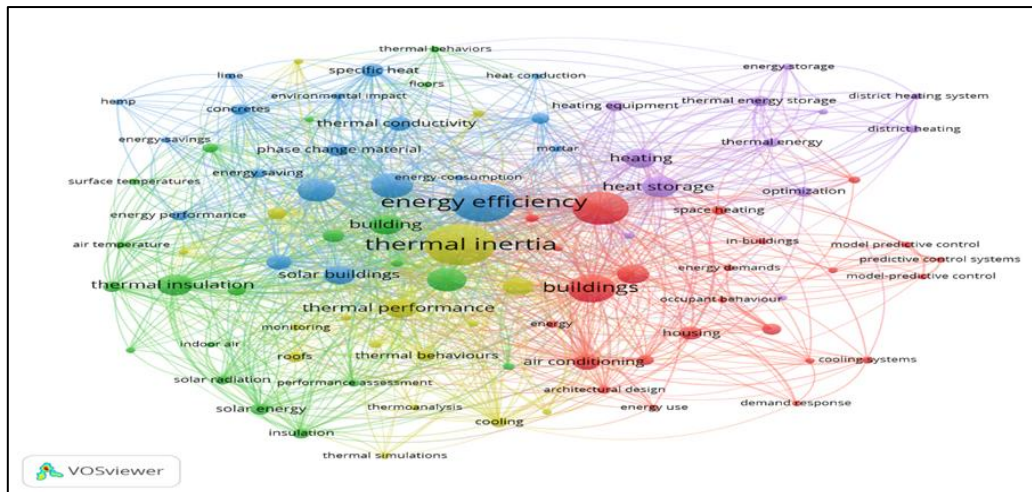 thermal behaviors
energy storage
specific heat
heat conduction
lime
floors
environmental impact
hemp
concretes
heating equipment
thermal energy storage
district heating system
thermal conductivity
district heating
energy savings
phase change material
mortar
thermal energy
heating
energy saving
energy-consumption
surface temperatures
heat storage
optimization
energy efficiency
energy performance
building
space heating
air temperature
thermal inertia
in-buildings
model predictive control
predictive control systems
solar buildings
energy demands
model-predictive control
thermal insulation
buildings
occupant behaviour
thermal performance
monitoring
energy
housing
indoor air
roofs
thermal behaviours
air conditioning
cooling systems
solar radiation
performance assessment
architectural design
solar energy
thermoanalysis
energy use
demand response
cooling
insulation
thermal simulations
VOSviewer